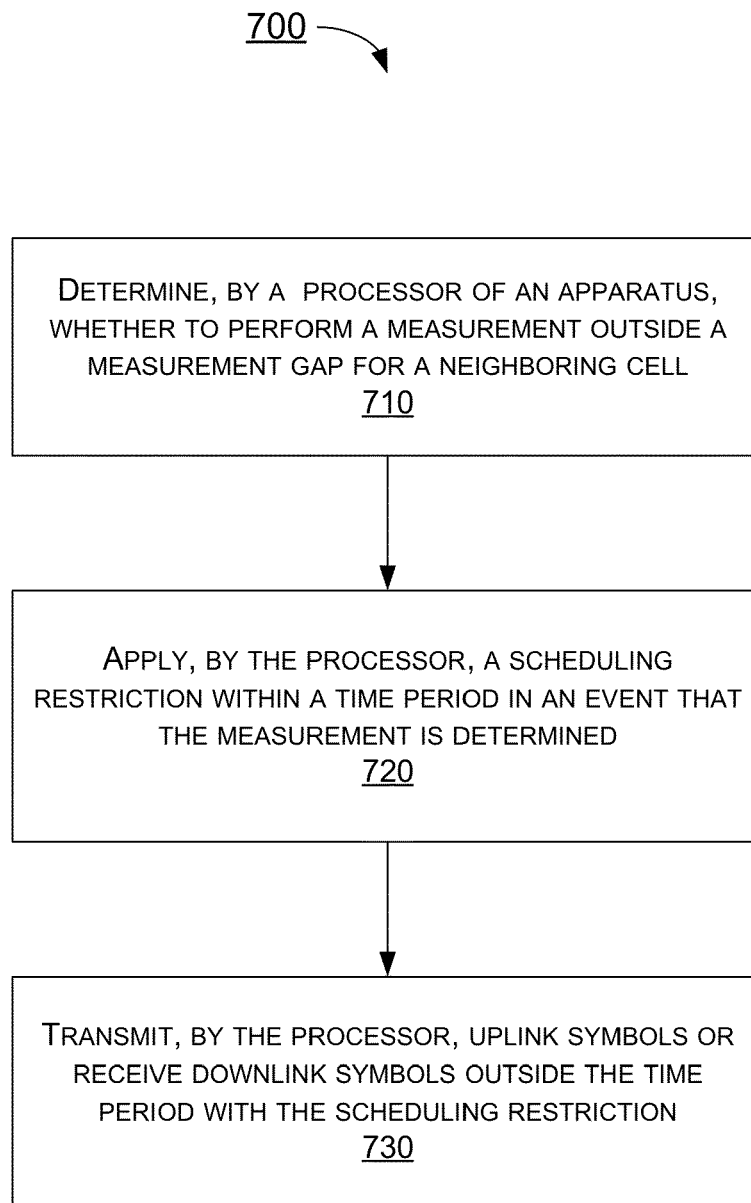 700
DETERMINE, BY A PROCESSOR OF AN APPARATUS,
WHETHER TO PERFORM A MEASUREMENT OUTSIDE A
MEASUREMENT GAP FOR A NEIGHBORING CELL
710
APPLY, BY THE PROCESSOR, A SCHEDULING
RESTRICTION WITHIN A TIME PERIOD IN AN EVENT THAT
THE MEASUREMENT IS DETERMINED
720
TRANSMIT, BY THE PROCESSOR, UPLINK SYMBOLS OR
RECEIVE DOWNLINK SYMBOLS OUTSIDE THE TIME
PERIOD WITH THE SCHEDULING RESTRICTION
730